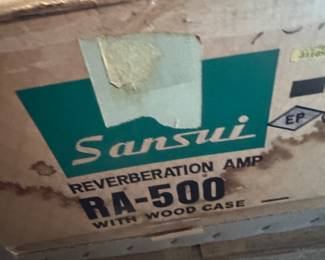 Sansui
EP
REVERBERATION AMP
RA-500
WITH WOOD CASE